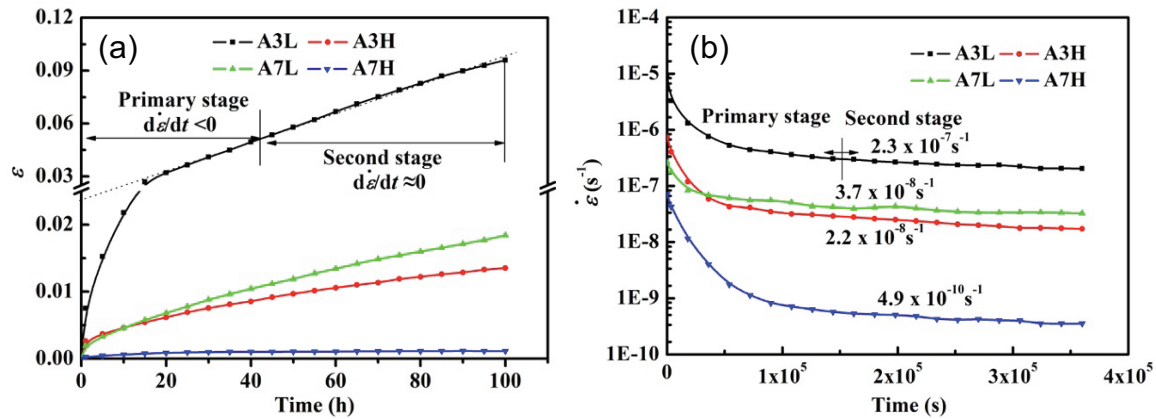 (a)
A3L A3H
A7L A7H
Primary stage
dε̇/dt <0
Second stage
dε̇/dt≈0
0.12
0.09
0.06
0.03
0.02
0.01
0.00
ε
0 20 40 60 80 100
Time (h)
(b)
A3L A3H
A7L A7H
Primary stage Second stage
2.3 x 10⁻⁷s⁻¹
3.7 x 10⁻⁸s⁻¹
2.2 x 10⁻⁸s⁻¹
4.9 x 10⁻¹⁰s⁻¹
1E-4
1E-5
1E-6
1E-7
1E-8
1E-9
1E-10
ε̇ (s⁻¹)
0 1x10⁵ 2x10⁵ 3x10⁵ 4x10⁵
Time (s)